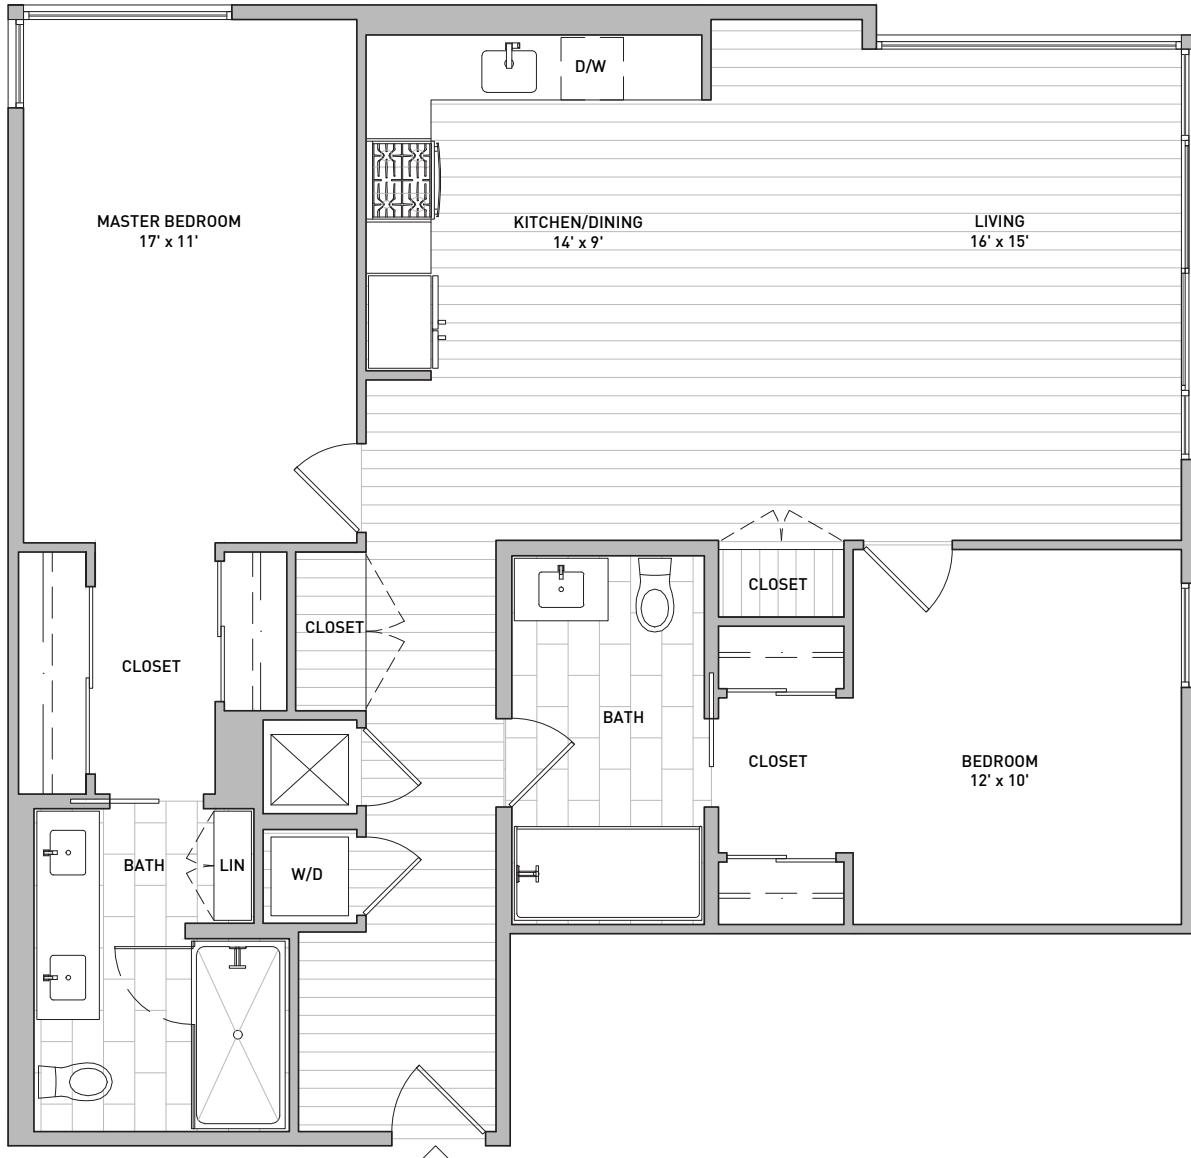 D/W
MASTER BEDROOM
17' x 11'
KITCHEN/DINING
14' x 9'
LIVING
16' x 15'
CLOSET
CLOSET
CLOSET
BATH
CLOSET
BEDROOM
12' x 10'
BATH
LIN
W/D